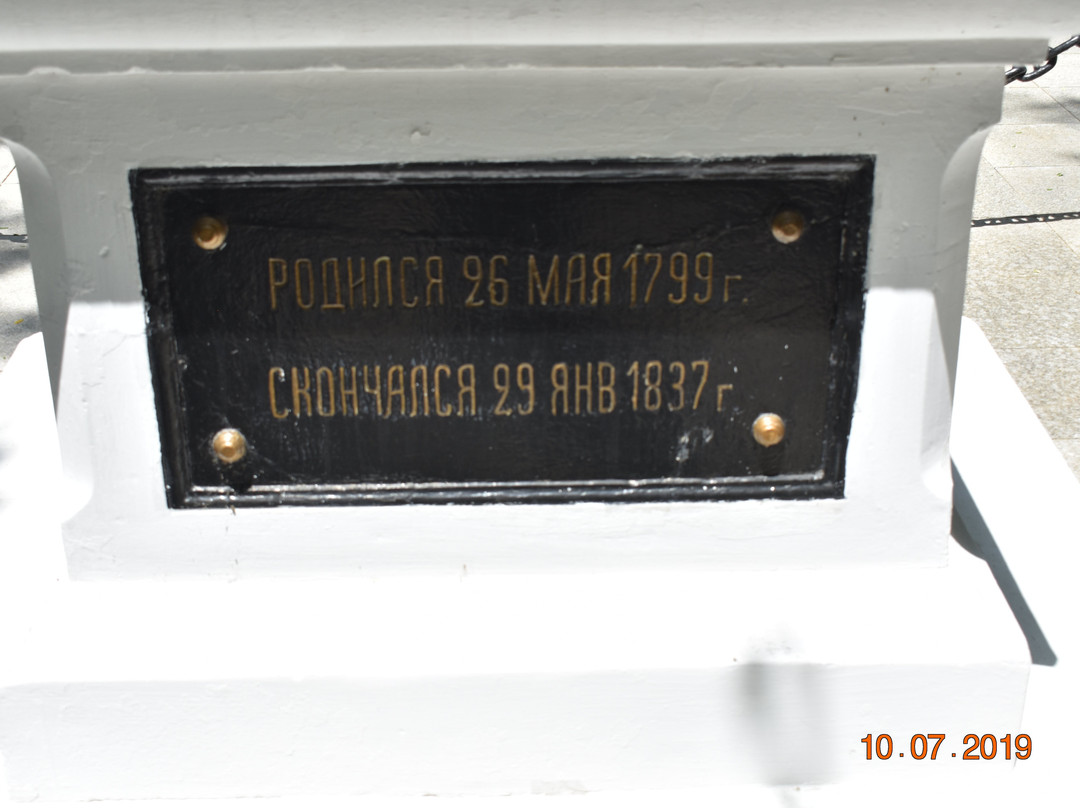 РОДИЛСЯ 26 МАЯ 1799 г.
СКОНЧАЛСЯ 29 ЯНВ 1837 г
10.07.2019